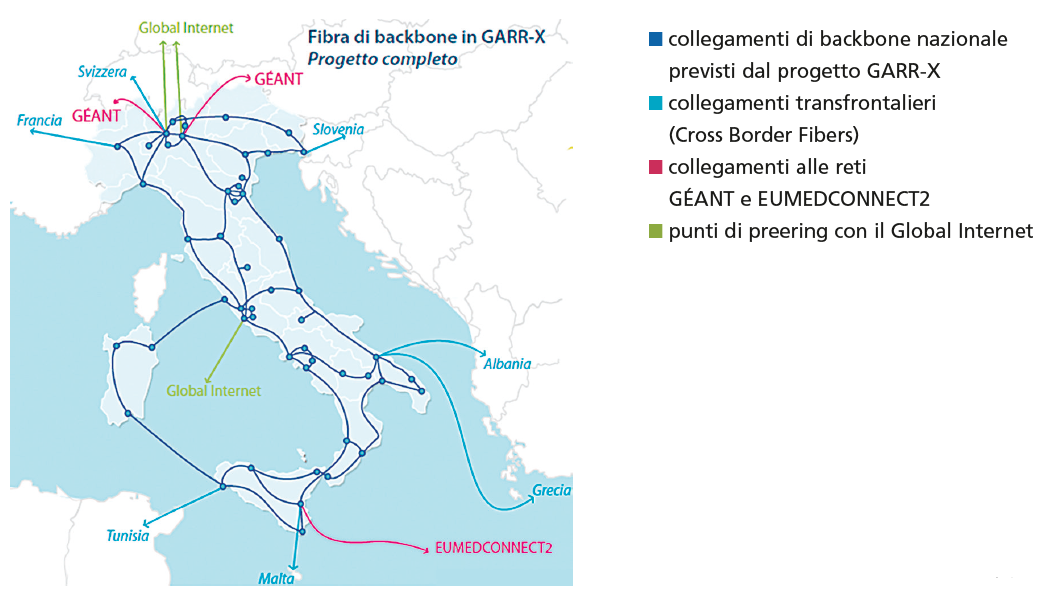 Global Internet
Fibra di backbone in GARR-X
Progetto completo
Svizzera
GÉANT
GÉANT
Francia
Slovenia
Global Internet
Albania
Grecia
Tunisia
EUMEDCONNECT2
Malta
collegamenti di backbone nazionale
previsti dal progetto GARR-X
collegamenti transfrontalieri
(Cross Border Fibers)
collegamenti alle reti
GÉANT e EUMEDCONNECT2
punti di preering con il Global Internet